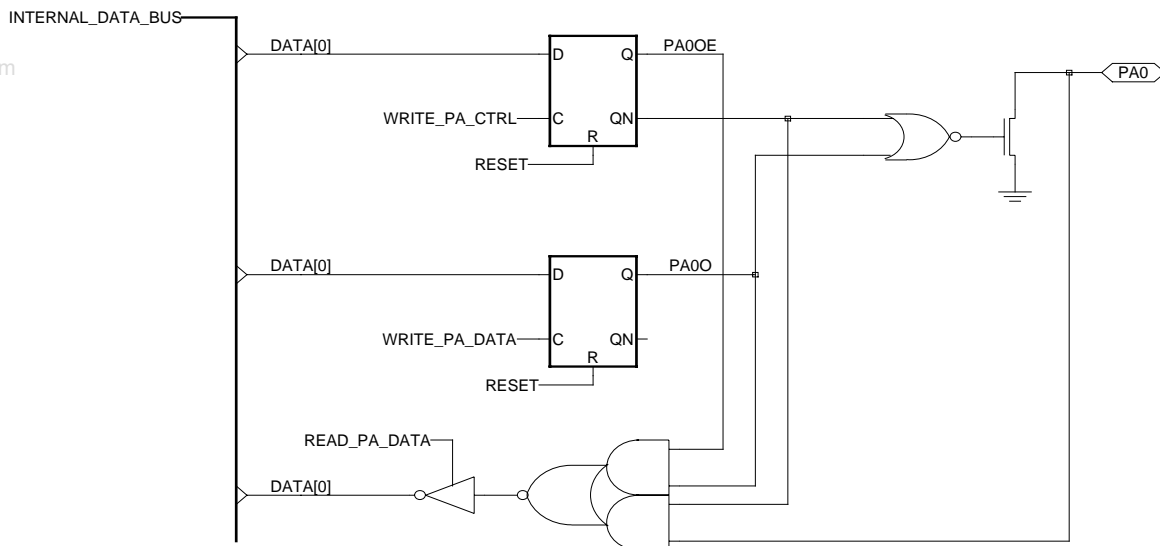 INTERNAL_DATA_BUS
m
DATA[0]
D
Q
PA0OE
PA0
WRITE_PA_CTRL
C
QN
R
RESET
DATA[0]
D
Q
PA0O
WRITE_PA_DATA
C
QN
R
RESET
READ_PA_DATA
DATA[0]